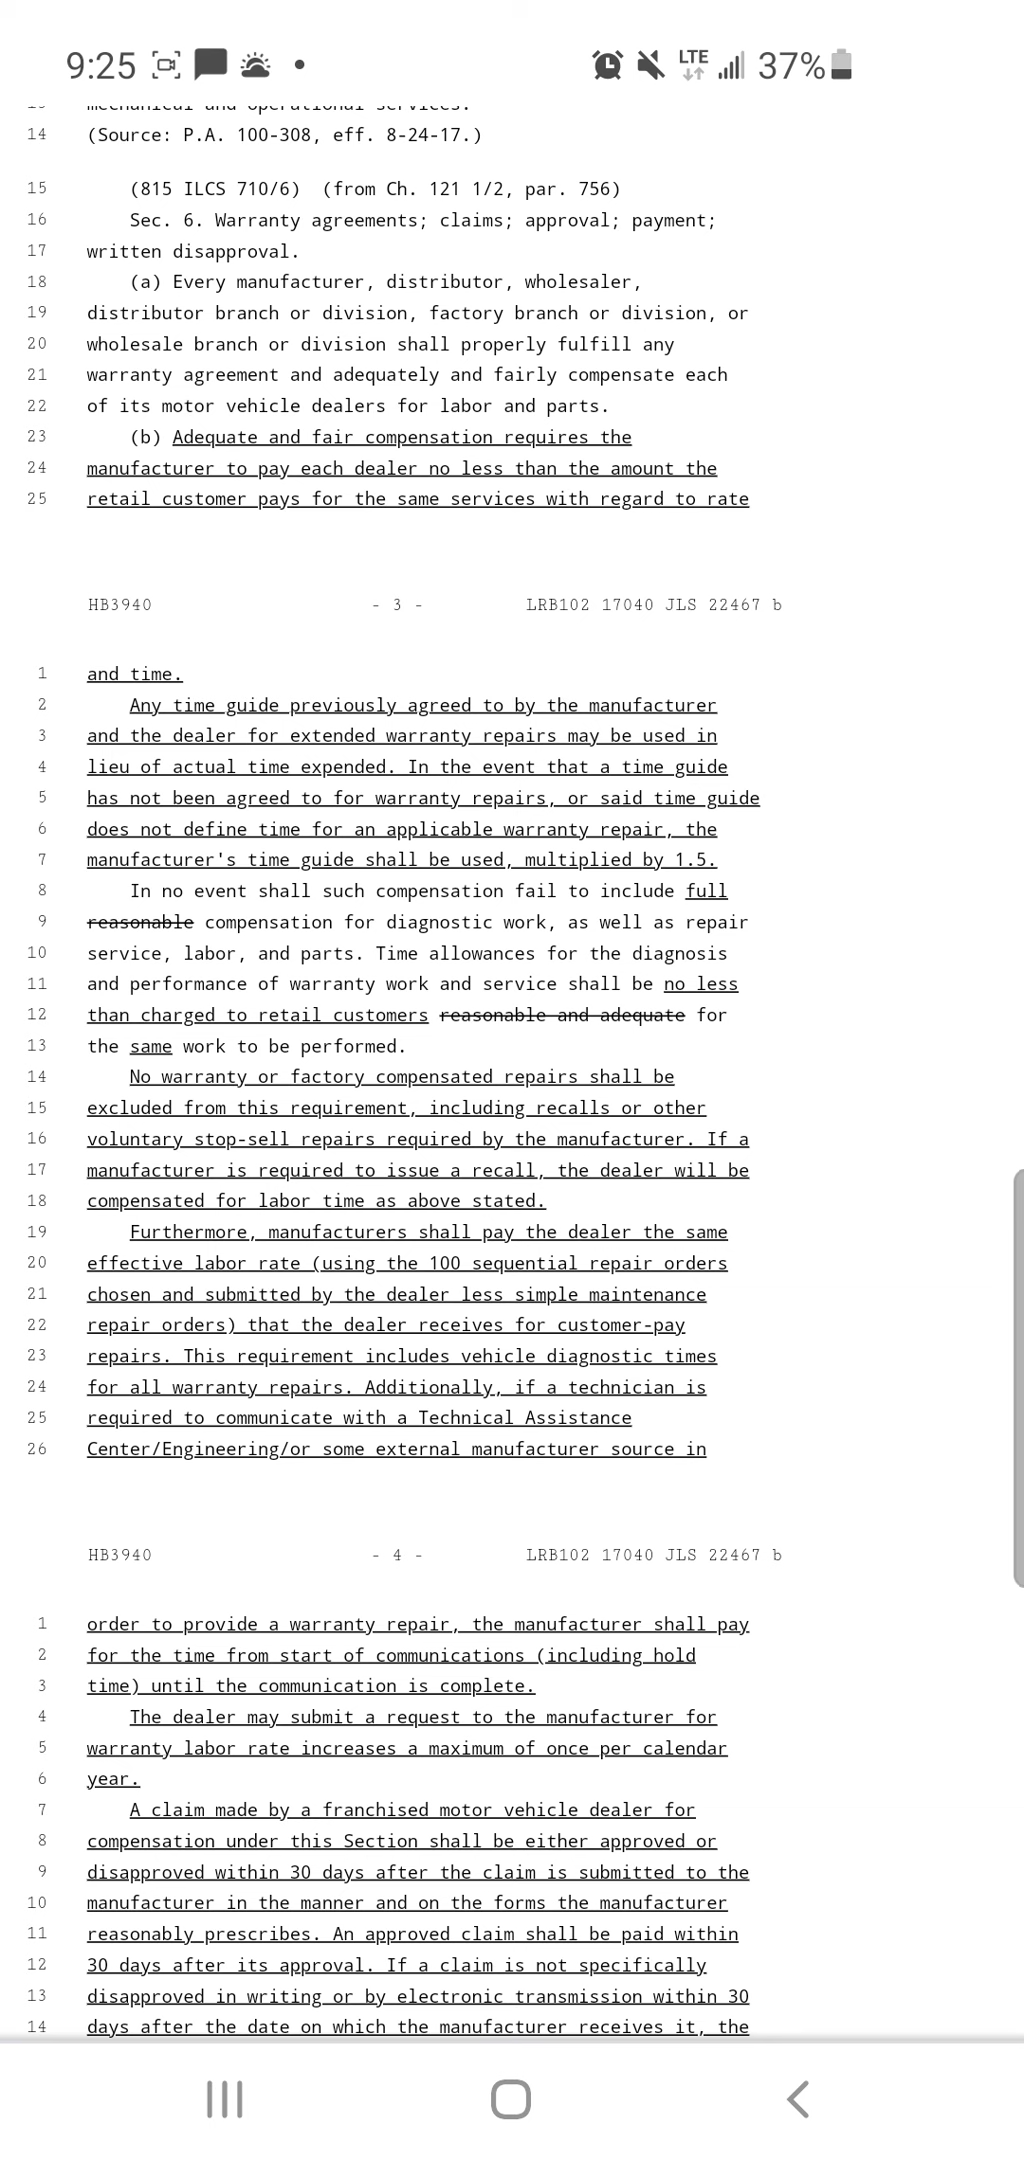 9:25 LTE 37%
13 mechanical and operational services.
14 (Source: P.A. 100-308, eff. 8-24-17.)
15 (815 ILCS 710/6) (from Ch. 121 1/2, par. 756)
16 Sec. 6. Warranty agreements; claims; approval; payment;
17 written disapproval.
18 (a) Every manufacturer, distributor, wholesaler,
19 distributor branch or division, factory branch or division, or
20 wholesale branch or division shall properly fulfill any
21 warranty agreement and adequately and fairly compensate each
22 of its motor vehicle dealers for labor and parts.
23 (b) Adequate and fair compensation requires the
24 manufacturer to pay each dealer no less than the amount the
25 retail customer pays for the same services with regard to rate
HB3940 - 3 - LRB102 17040 JLS 22467 b
1 and time.
2 Any time guide previously agreed to by the manufacturer
3 and the dealer for extended warranty repairs may be used in
4 lieu of actual time expended. In the event that a time guide
5 has not been agreed to for warranty repairs, or said time guide
6 does not define time for an applicable warranty repair, the
7 manufacturer's time guide shall be used, multiplied by 1.5.
8 In no event shall such compensation fail to include full
9 reasonable compensation for diagnostic work, as well as repair
10 service, labor, and parts. Time allowances for the diagnosis
11 and performance of warranty work and service shall be no less
12 than charged to retail customers reasonable and adequate for
13 the same work to be performed.
14 No warranty or factory compensated repairs shall be
15 excluded from this requirement, including recalls or other
16 voluntary stop-sell repairs required by the manufacturer. If a
17 manufacturer is required to issue a recall, the dealer will be
18 compensated for labor time as above stated.
19 Furthermore, manufacturers shall pay the dealer the same
20 effective labor rate (using the 100 sequential repair orders
21 chosen and submitted by the dealer less simple maintenance
22 repair orders) that the dealer receives for customer-pay
23 repairs. This requirement includes vehicle diagnostic times
24 for all warranty repairs. Additionally, if a technician is
25 required to communicate with a Technical Assistance
26 Center/Engineering/or some external manufacturer source in
HB3940 - 4 - LRB102 17040 JLS 22467 b
1 order to provide a warranty repair, the manufacturer shall pay
2 for the time from start of communications (including hold
3 time) until the communication is complete.
4 The dealer may submit a request to the manufacturer for
5 warranty labor rate increases a maximum of once per calendar
6 year.
7 A claim made by a franchised motor vehicle dealer for
8 compensation under this Section shall be either approved or
9 disapproved within 30 days after the claim is submitted to the
10 manufacturer in the manner and on the forms the manufacturer
11 reasonably prescribes. An approved claim shall be paid within
12 30 days after its approval. If a claim is not specifically
13 disapproved in writing or by electronic transmission within 30
14 days after the date on which the manufacturer receives it, the